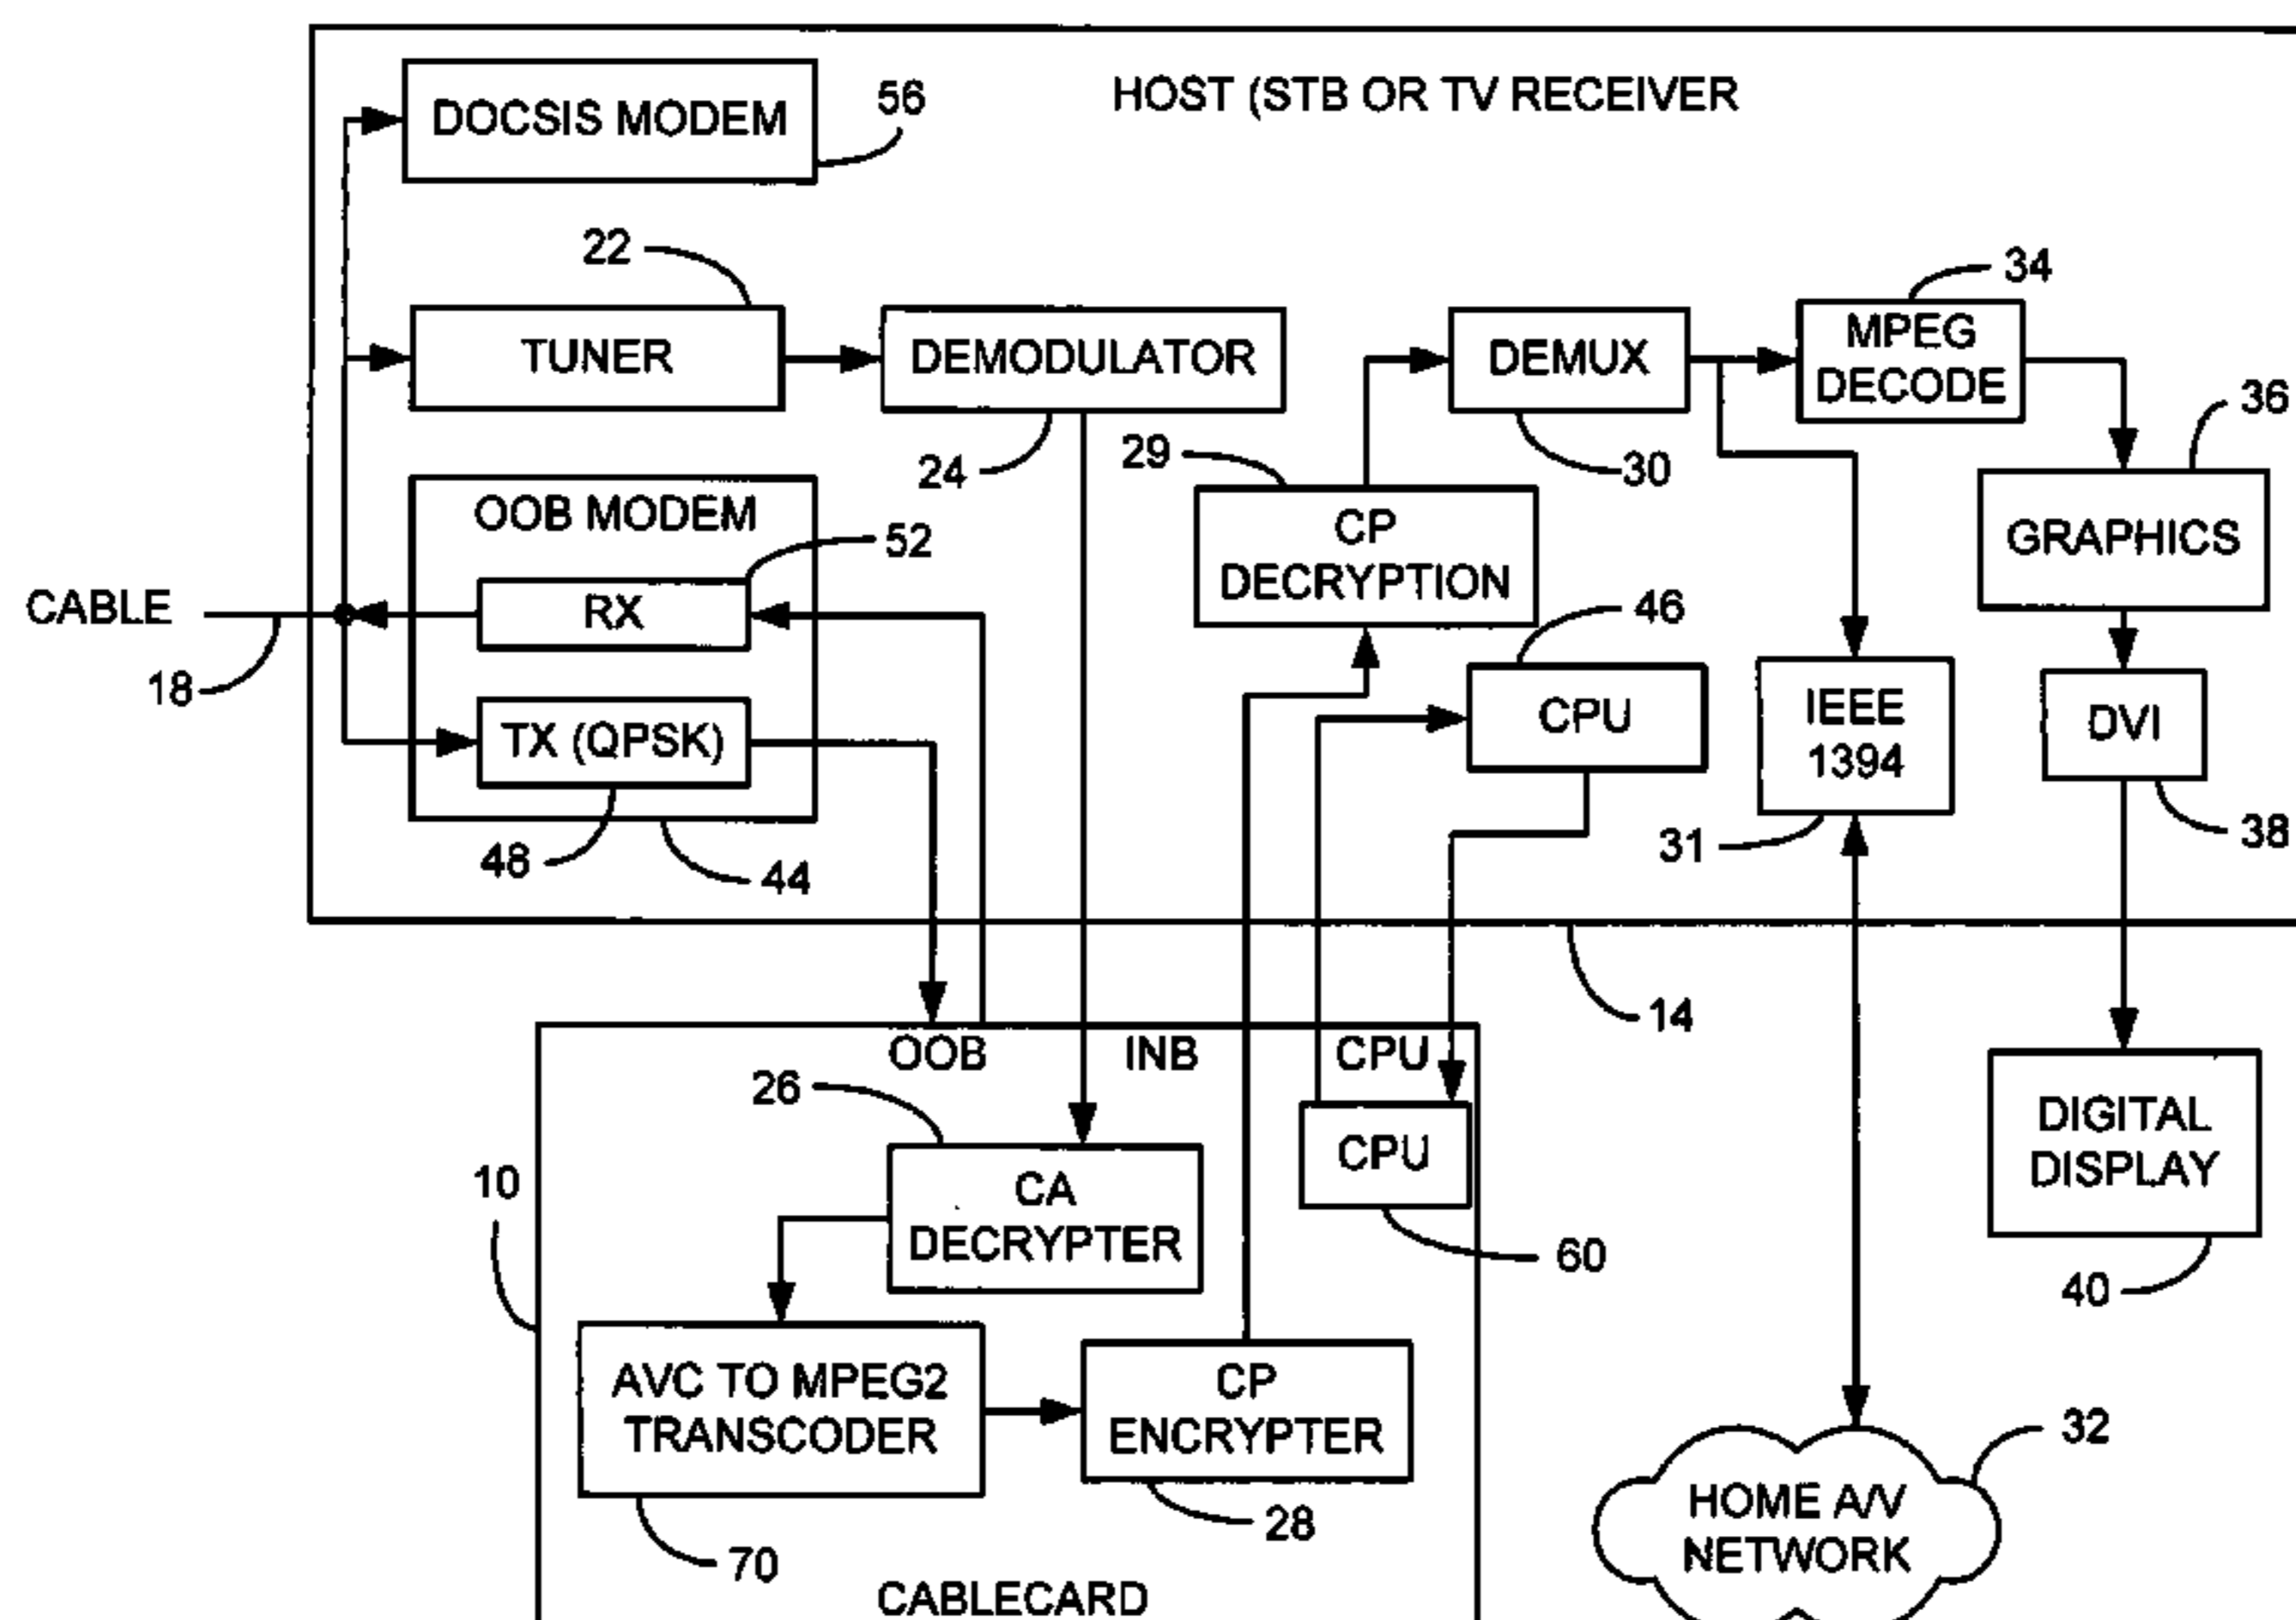 HOST (STB OR TV RECEIVER
DOCSIS MODEM
56
22
34
TUNER
DEMODULATOR
DEMUX
MPEG
DECODE
36
24
29
30
OOB MODEM
52
CP
DECRYPTION
GRAPHICS
CABLE
RX
46
18
TX (QPSK)
CPU
IEEE
1394
DVI
48
44
31
38
14
OOB
INB
CPU
26
CPU
DIGITAL
DISPLAY
10
CA
DECRYPTER
60
40
AVC TO MPEG2
TRANSCODER
CP
ENCRYPTER
32
28
HOME A/V
NETWORK
70
CABLECARD